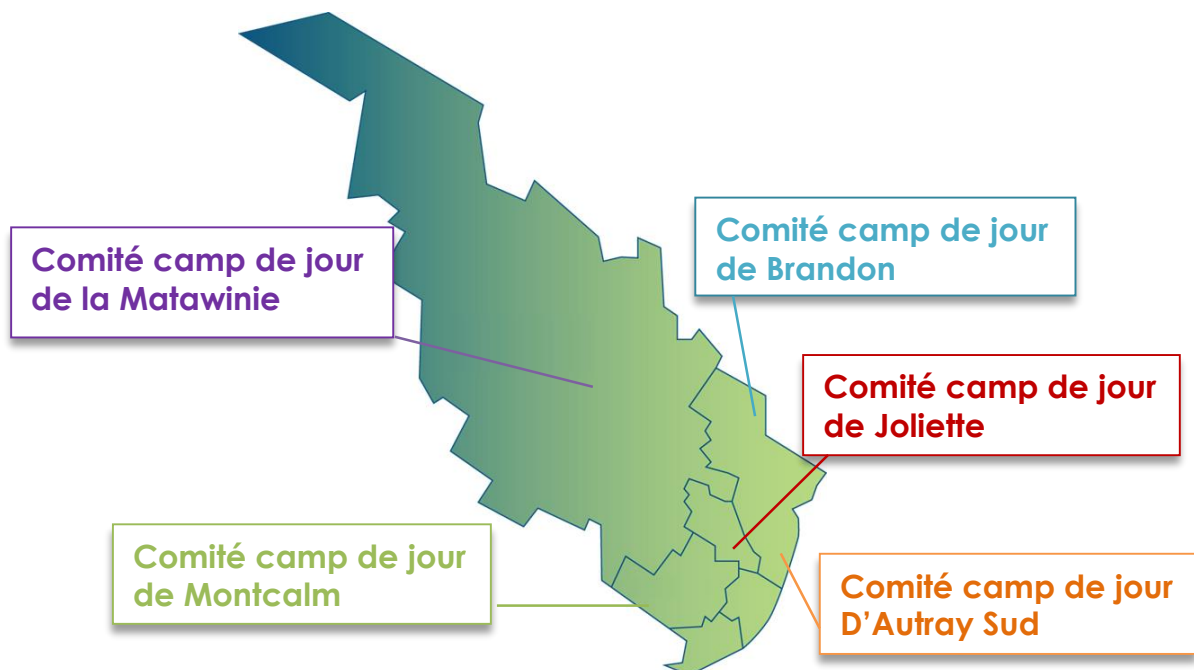 Comité camp de jour
de la Matawinie
Comité camp de jour
de Brandon
Comité camp de jour
de Joliette
Comité camp de jour
de Montcalm
Comité camp de jour
D’Autray Sud